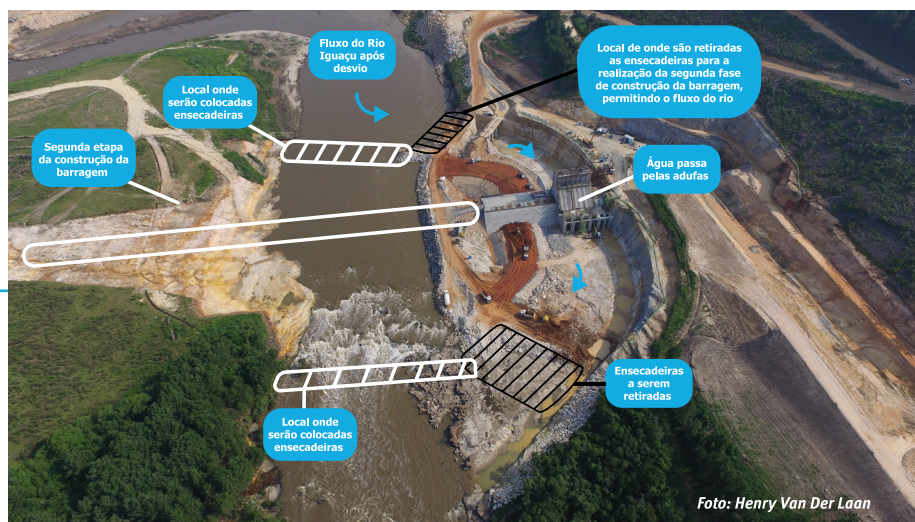 Fluxo do Rio
Iguaçu após
desvio
Local de onde são retiradas
as ensecadeiras para a
realização da segunda fase
de construção da barragem,
permitindo o fluxo do rio
Local onde
serão colocadas
ensecadeiras
Segunda etapa
da construção da
barragem
Água passa
pelas adufas
Ensecadeiras
a serem
retiradas
Local onde
serão colocadas
ensecadeiras
Foto: Henry Van Der Laan